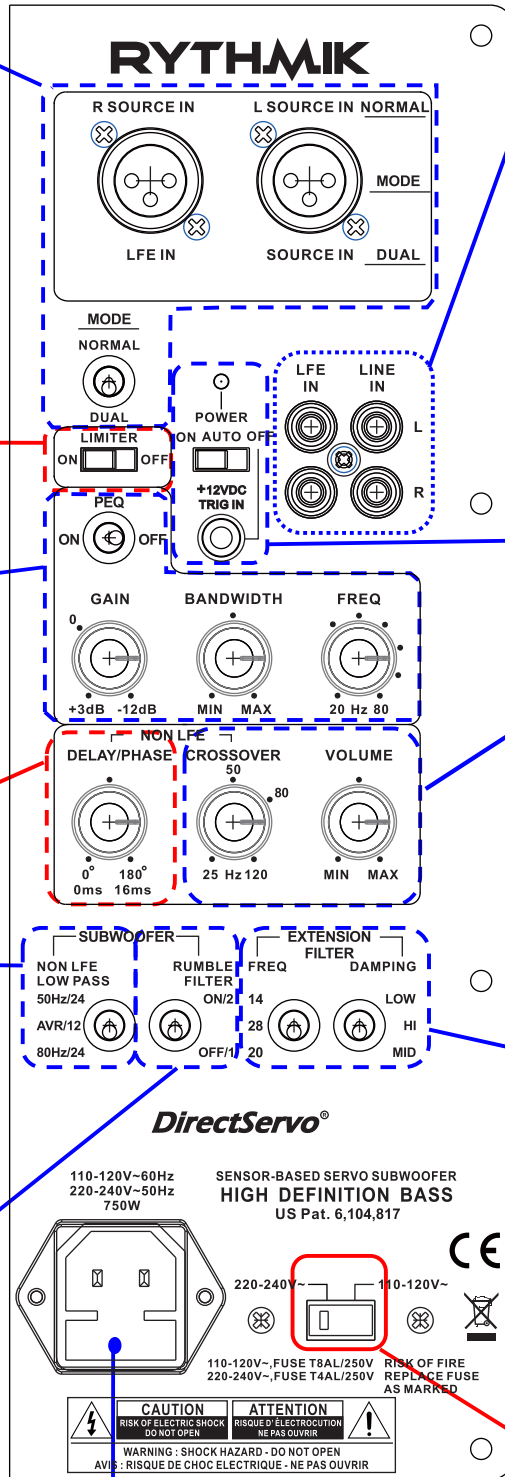 RYTHMIK
R SOURCE IN L SOURCE IN NORMAL
MODE
LFE IN SOURCE IN DUAL
MODE
NORMAL
DUAL
LFE IN LINE IN
L
R
POWER
ON AUTO OFF
+12VDC
TRIG IN
LIMITER
ON OFF
PEQ
ON OFF
GAIN BANDWIDTH FREQ
0
+3dB -12dB MIN MAX 20 Hz 80
NON LFE
DELAY/PHASE CROSSOVER VOLUME
50
80
0° 180° 25 Hz 120 MIN MAX
0ms 16ms
SUBWOOFER EXTENSION
FILTER
NON LFE RUMBLE FREQ DAMPING
LOW PASS FILTER
50Hz/24 ON/2 14 LOW
AVR/12 28 HI
80Hz/24 OFF/1 20 MID
DirectServo®
110-120V~60Hz
220-240V~50Hz
750W
SENSOR-BASED SERVO SUBWOOFER
HIGH DEFINITION BASS
US Pat. 6,104,817
CE
220-240V~ 110-120V~
110-120V~,FUSE T8AL/250V RISK OF FIRE
220-240V~,FUSE T4AL/250V REPLACE FUSE
AS MARKED
CAUTION ATTENTION
RISK OF ELECTRIC SHOCK RISQUE D'ÉLECTROCUTION
DO NOT OPEN NE PAS OUVRIR
WARNING : SHOCK HAZARD - DO NOT OPEN
AVIS : RISQUE DE CHOC ELECTRIQUE - NE PAS OUVRIR